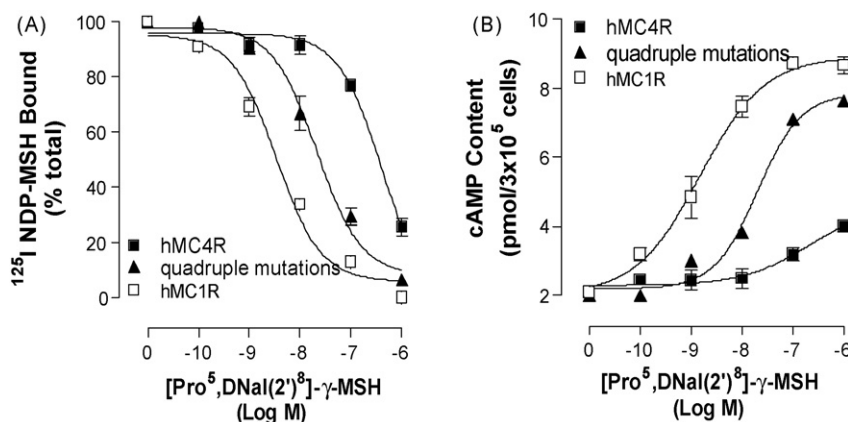 (A)
¹²⁵I NDP-MSH Bound
(% total)
100
80
60
40
20
0
hMC4R
quadruple mutations
hMC1R
0 -10 -9 -8 -7 -6
[Pro⁵,DNal(2')⁸]-γ-MSH
(Log M)
(B)
hMC4R
quadruple mutations
hMC1R
cAMP Content
(pmol/3x10⁵ cells)
10
8
6
4
2
0 -10 -9 -8 -7 -6
[Pro⁵,DNal(2')⁸]-γ-MSH
(Log M)